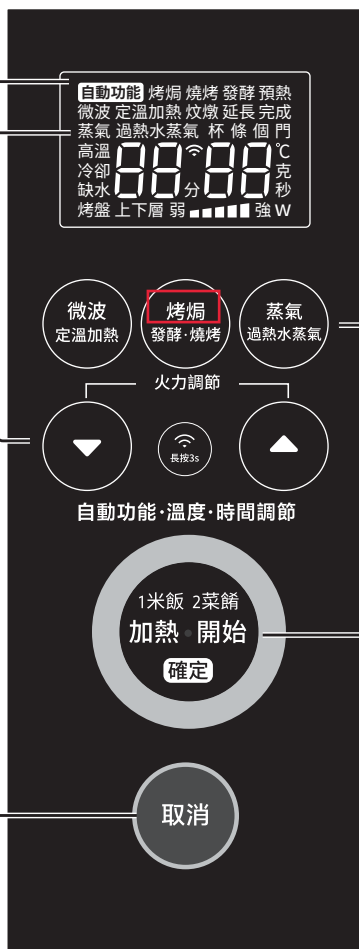 自動功能 烤焗 燒烤 發酵 預熱
微波 定溫加熱 炆燉 延長 完成
蒸氣 過熱水蒸氣 杯 條 個 門
高溫 ℃
冷卻 88 88 克
缺水 分 秒
烤盤 上下層 弱 強 W
微波
定溫加熱
烤焗
發酵·燒烤
蒸氣
過熱水蒸氣
火力調節
長按3s
自動功能·溫度·時間調節
1米飯 2菜餚
加熱·開始
確定
取消